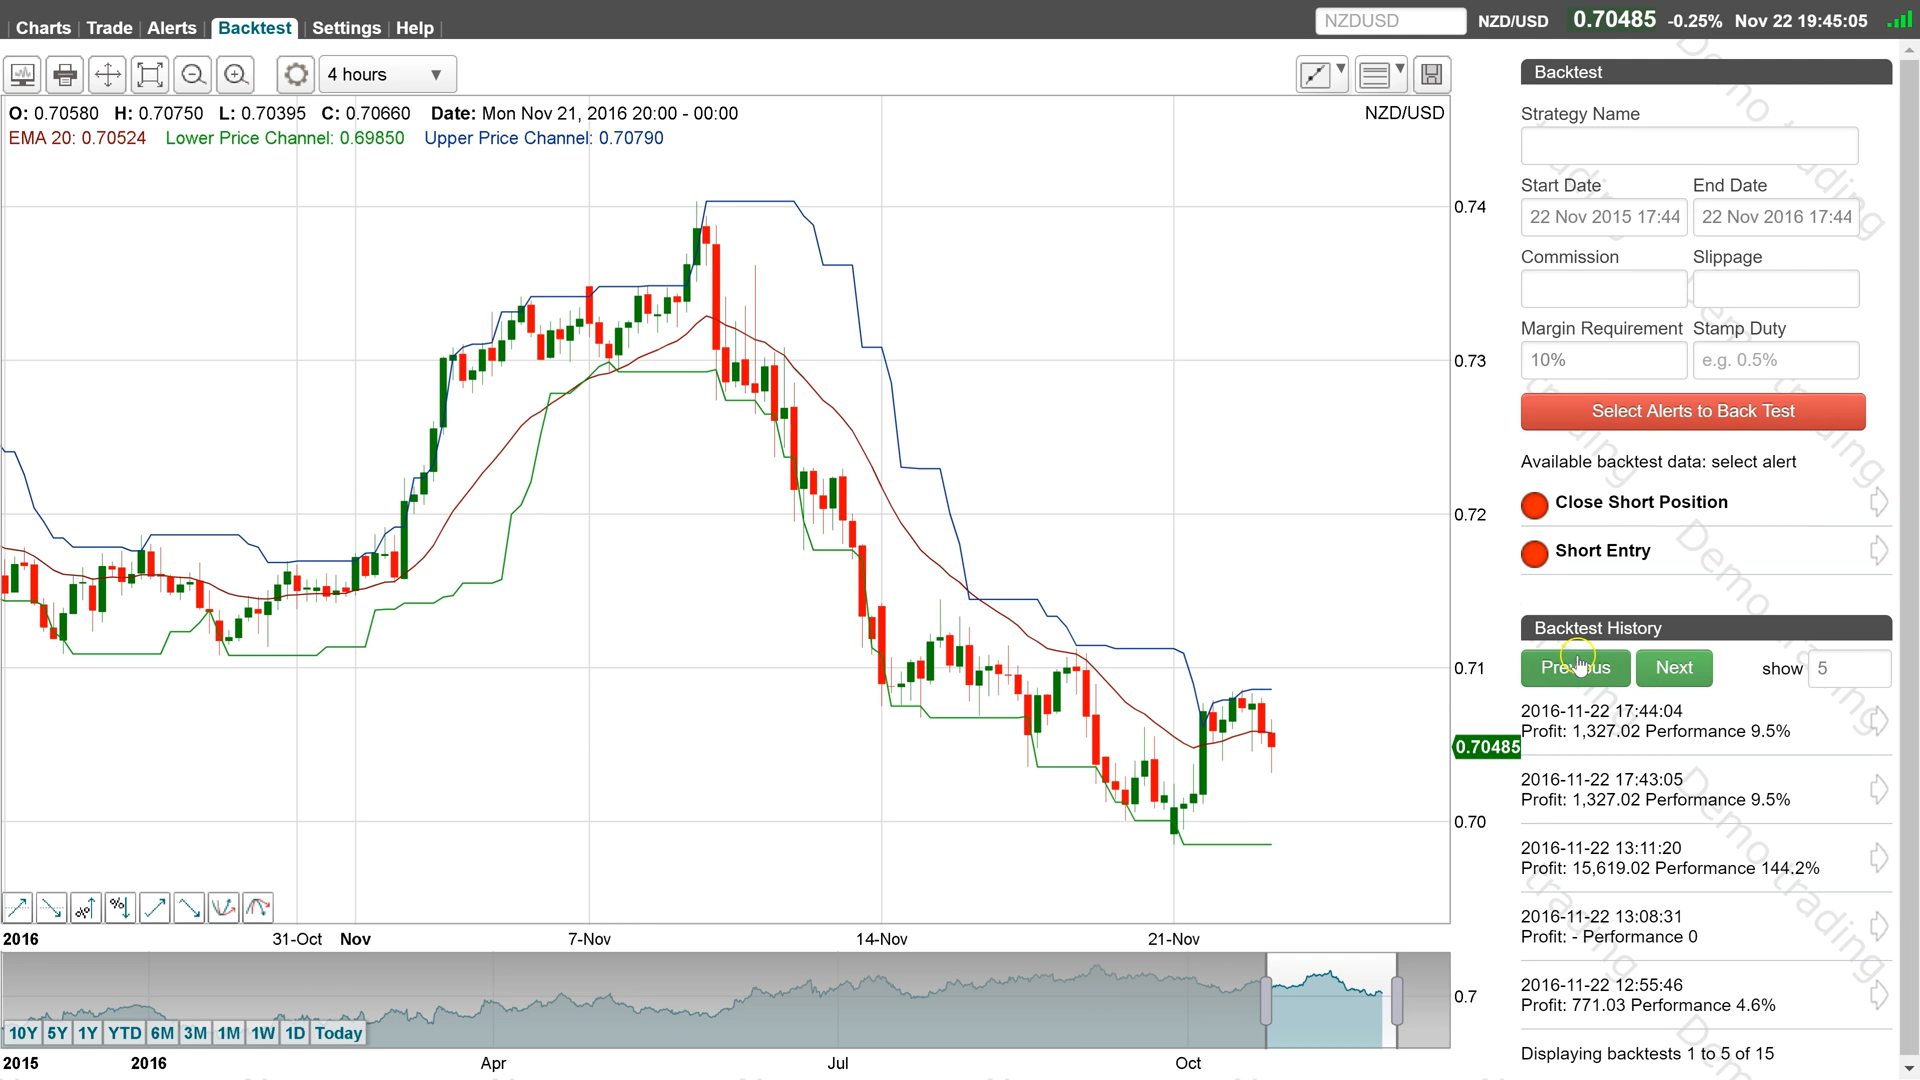 Charts Trade Alerts Backtest Settings Help
NZDUSD NZD/USD 0.70485 -0.25% Nov 22 19:45:05
4 hours
O: 0.70580 H: 0.70750 L: 0.70395 C: 0.70660 Date: Mon Nov 21, 2016 20:00 - 00:00
NZD/USD
EMA 20: 0.70524 Lower Price Channel: 0.69850 Upper Price Channel: 0.70790
0.74
0.73
0.72
0.71
0.70485
0.70
2016 31-Oct Nov 7-Nov 14-Nov 21-Nov
0.7
10Y 5Y 1Y YTD 6M 3M 1M 1W 1D Today
2015 2016 Apr Jul Oct
Backtest
Strategy Name
Start Date End Date
22 Nov 2015 17:44 22 Nov 2016 17:44
Commission Slippage
Margin Requirement Stamp Duty
10% e.g. 0.5%
Select Alerts to Back Test
Available backtest data: select alert
Close Short Position
Short Entry
Backtest History
Previous Next show 5
2016-11-22 17:44:04
Profit: 1,327.02 Performance 9.5%
2016-11-22 17:43:05
Profit: 1,327.02 Performance 9.5%
2016-11-22 13:11:20
Profit: 15,619.02 Performance 144.2%
2016-11-22 13:08:31
Profit: - Performance 0
2016-11-22 12:55:46
Profit: 771.03 Performance 4.6%
Displaying backtests 1 to 5 of 15